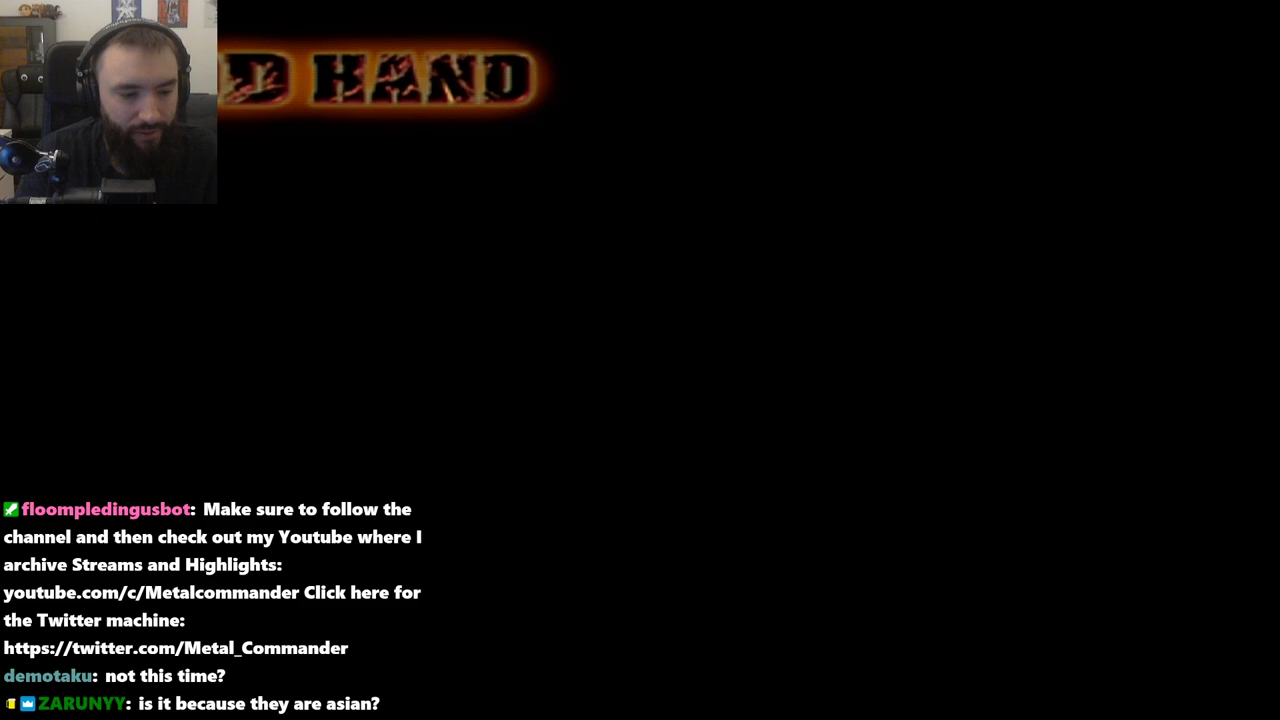 D HAND
floompledingusbot: Make sure to follow the
channel and then check out my Youtube where I
archive Streams and Highlights:
youtube.com/c/Metalcommander Click here for
the Twitter machine:
https://twitter.com/Metal_Commander
demotaku: not this time?
ZARUNYY: is it because they are asian?